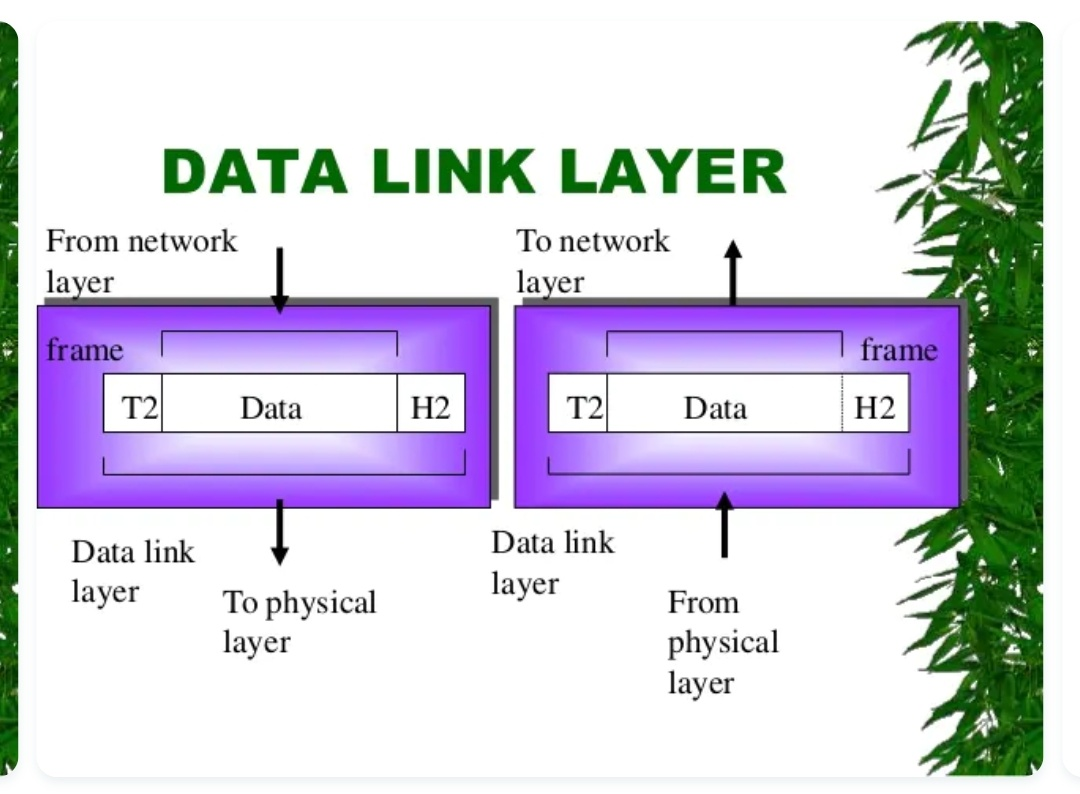 DATA LINK LAYER
From network
layer
frame
T2 Data H2
Data link
layer
To physical
layer
To network
layer
frame
T2 Data H2
Data link
layer
From
physical
layer